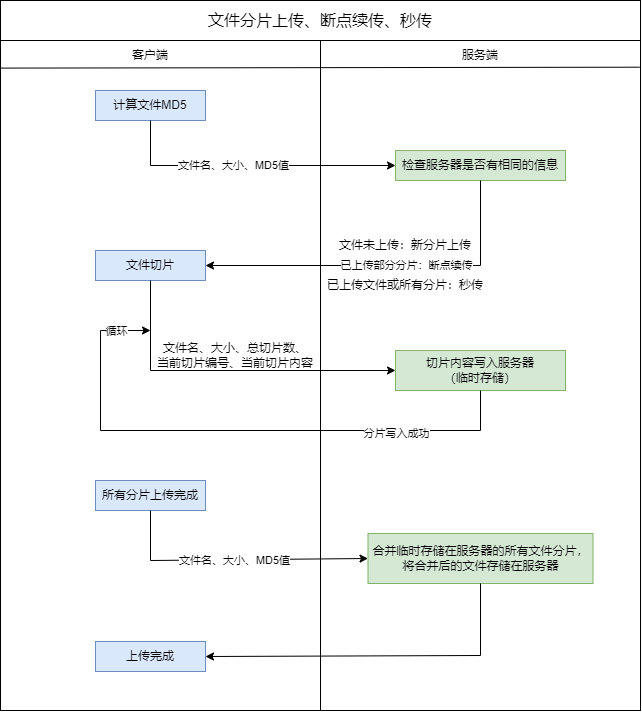 文件分片上传、断点续传、秒传
客户端
服务端
计算文件MD5
文件名、大小、MD5值
检查服务器是否有相同的信息
文件未上传：新分片上传
已上传部分分片：断点续传
已上传文件或所有分片：秒传
文件切片
循环
文件名、大小、总切片数、
当前切片编号、当前切片内容
切片内容写入服务器
（临时存储）
分片写入成功
所有分片上传完成
文件名、大小、MD5值
合并临时存储在服务器的所有文件分片，
将合并后的文件存储在服务器
上传完成